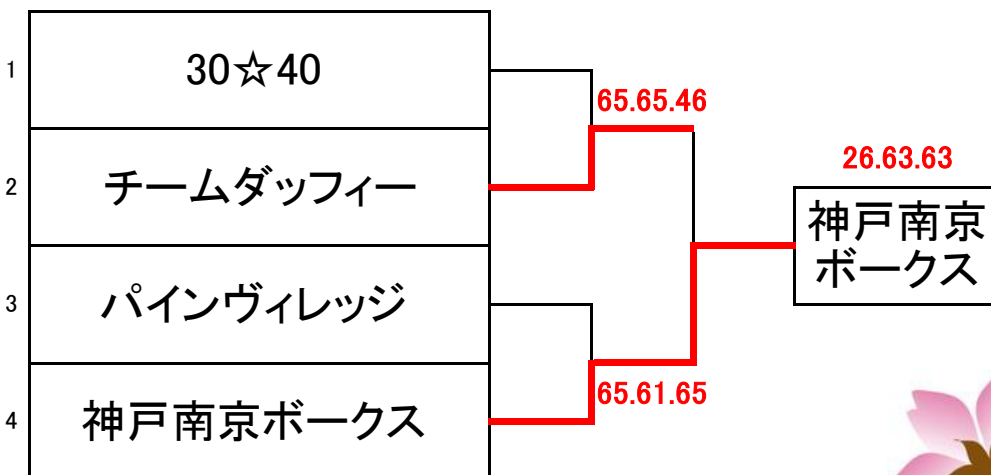 1
30☆40
65.65.46
2
チームダッフィー
26.63.63
神戸南京
ボークス
3
パインヴィレッジ
65.61.65
4
神戸南京ボークス